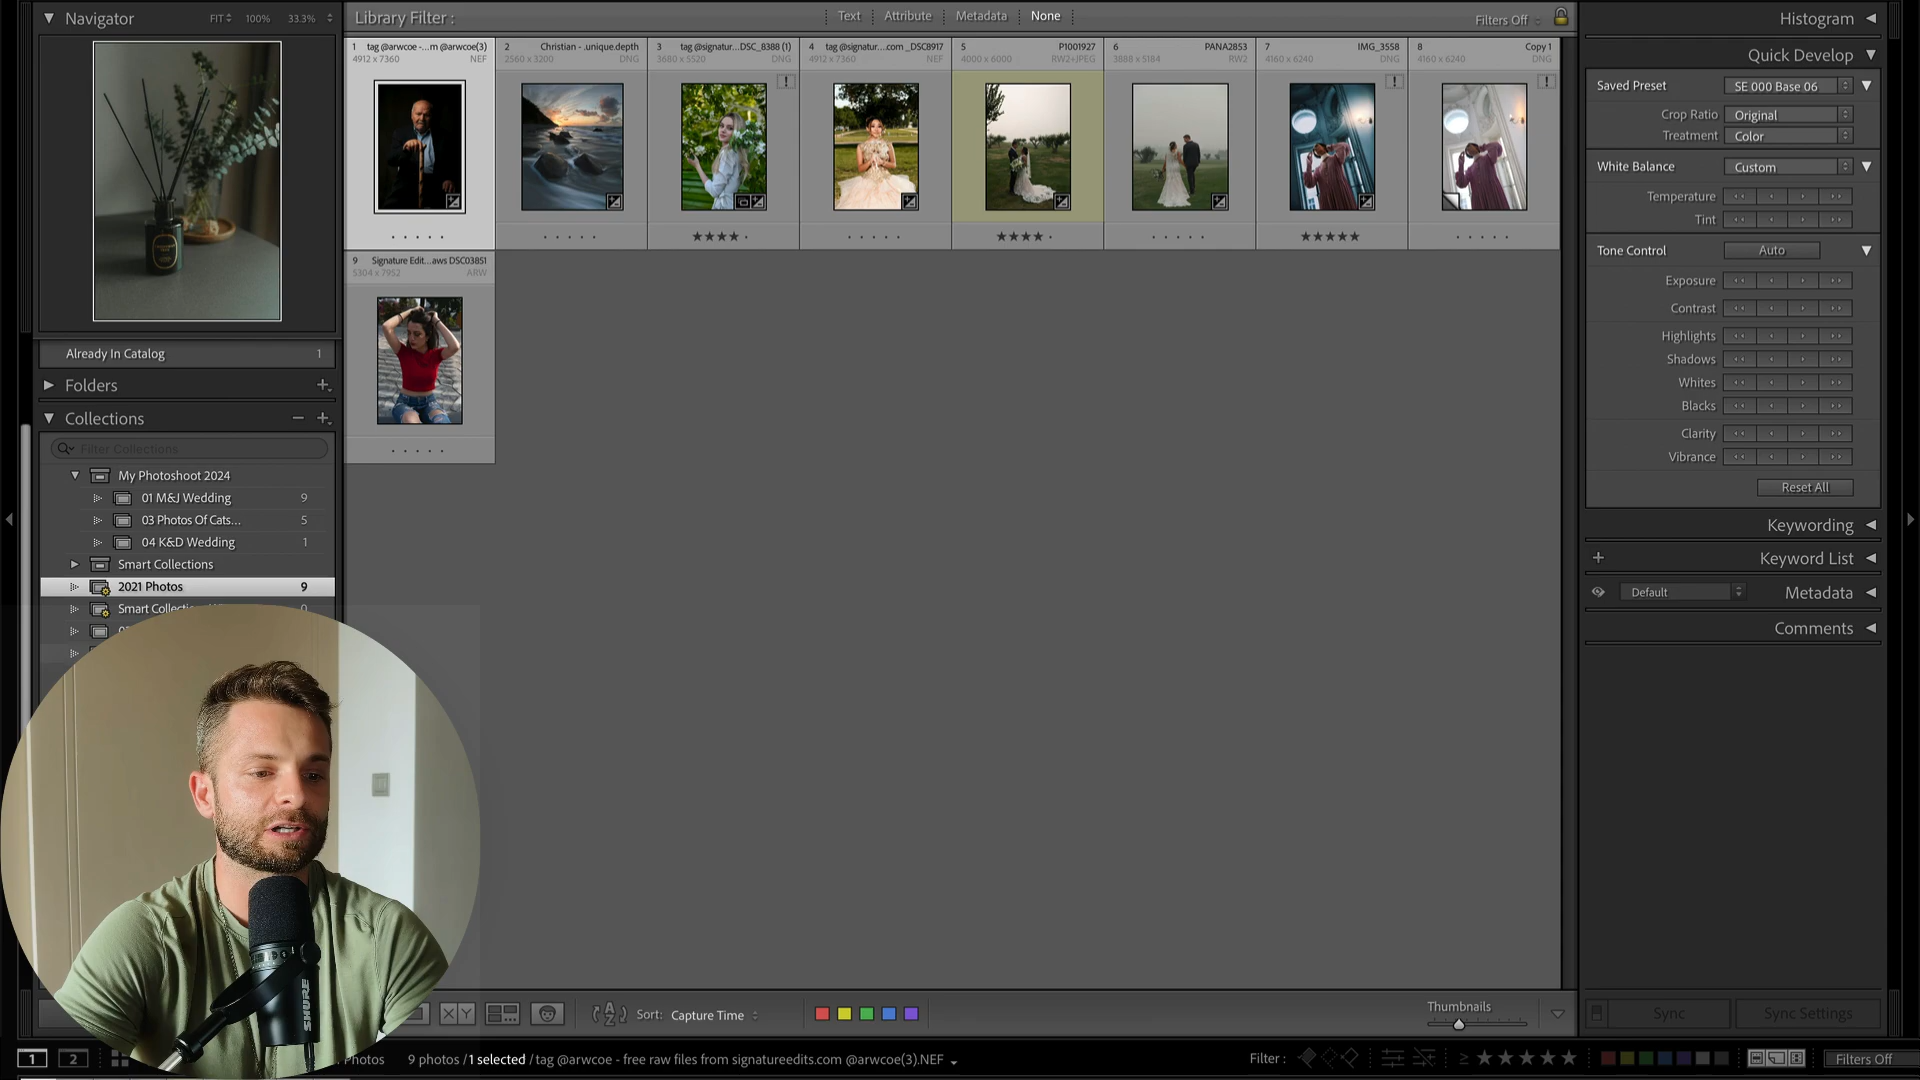 Navigator
FIT
100%
33.3%
Already In Catalog
1
Folders
Collections
Filter Collections
My Photoshoot 2024
01 M&J Wedding
9
03 Photos Of Cats...
5
04 K&D Wedding
1
Smart Collections
2021 Photos
9
Library Filter :
Text
Attribute
Metadata
None
Filters Off
1 tag @arwcoe -...m @arwcoe(3)
4912 x 7360 NEF
2 Christian - .unique.depth
2560 x 3200 DNG
3 tag @signatur...DSC_8388 (1)
3680 x 5520 DNG
4 tag @signatur....com _DSC8917
4912 x 7360 NEF
5 P1001927
4000 x 6000 RW2+JPEG
6 PANA2853
3888 x 5184 RW2
7 IMG_3558
4160 x 6240 DNG
8 Copy 1
4160 x 6240 DNG
9 Signature Edit...aws DSC03851
5304 x 7952 ARW
Histogram
Quick Develop
Saved Preset
SE 000 Base 06
Crop Ratio
Original
Treatment
Color
White Balance
Custom
Temperature
Tint
Tone Control
Auto
Exposure
Contrast
Highlights
Shadows
Whites
Blacks
Clarity
Vibrance
Reset All
Keywording
Keyword List
Default
Metadata
Comments
SHURE
XY
Sort:
Capture Time
Thumbnails
Sync
Sync Settings
1
2
Photos
9 photos / 1 selected / tag @arwcoe - free raw files from signatureedits.com @arwcoe(3).NEF
Filter :
Filters Off